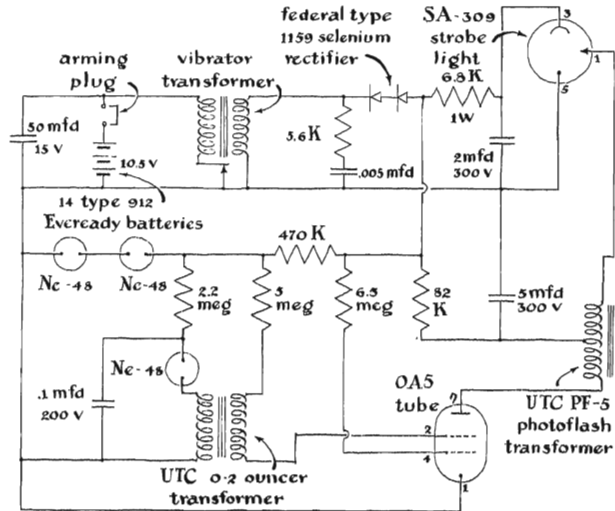 federal type
1159 selenium
rectifier
SA-309
strobe
light
arming
plug
vibrator
transformer
3
1
5
6.8K
1W
50 mfd
15 V
10.5V
5.6K
.005 mfd
2mfd
300 V
14 type 912
Eveready batteries
470 K
Ne-48
Ne-48
2.2
meg
5
meg
6.5
meg
82
K
5mfd
300 V
Ne-48
.1 mfd
200 V
OA5
tube
7
2
4
1
UTC PF-5
photoflash
transformer
UTC 0-2 ouncer
transformer